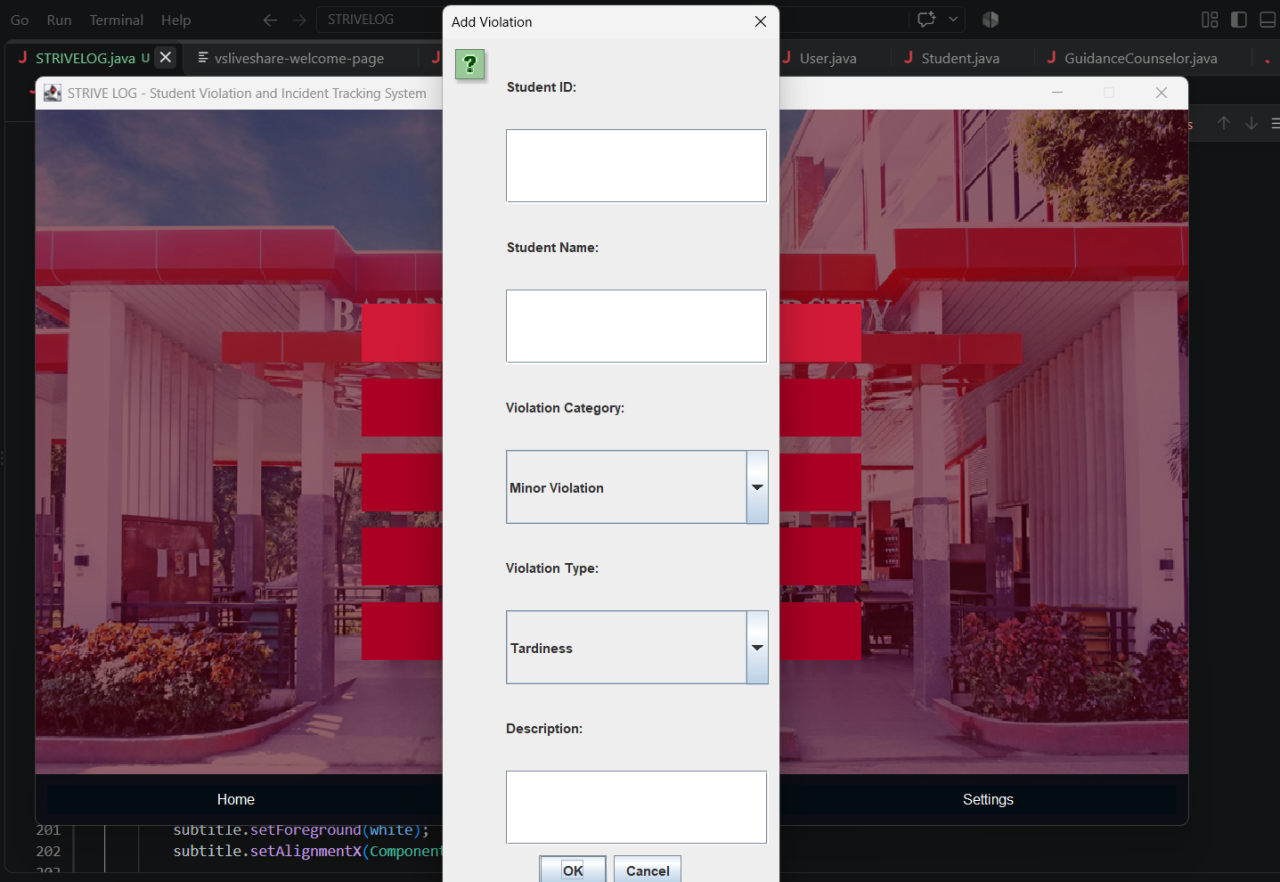 Go Run Terminal Help
STRIVELOG
Add Violation
STRIVELOG.java U
vsliveshare-welcome-page
User.java
Student.java
GuidanceCounselor.java
STRIVE LOG - Student Violation and Incident Tracking System
?
Student ID:
Student Name:
Violation Category:
Minor Violation
Violation Type:
Tardiness
Description:
OK
Cancel
Home
Settings
201 subtitle.setForeground(white);
202 subtitle.setAlignmentX(Component